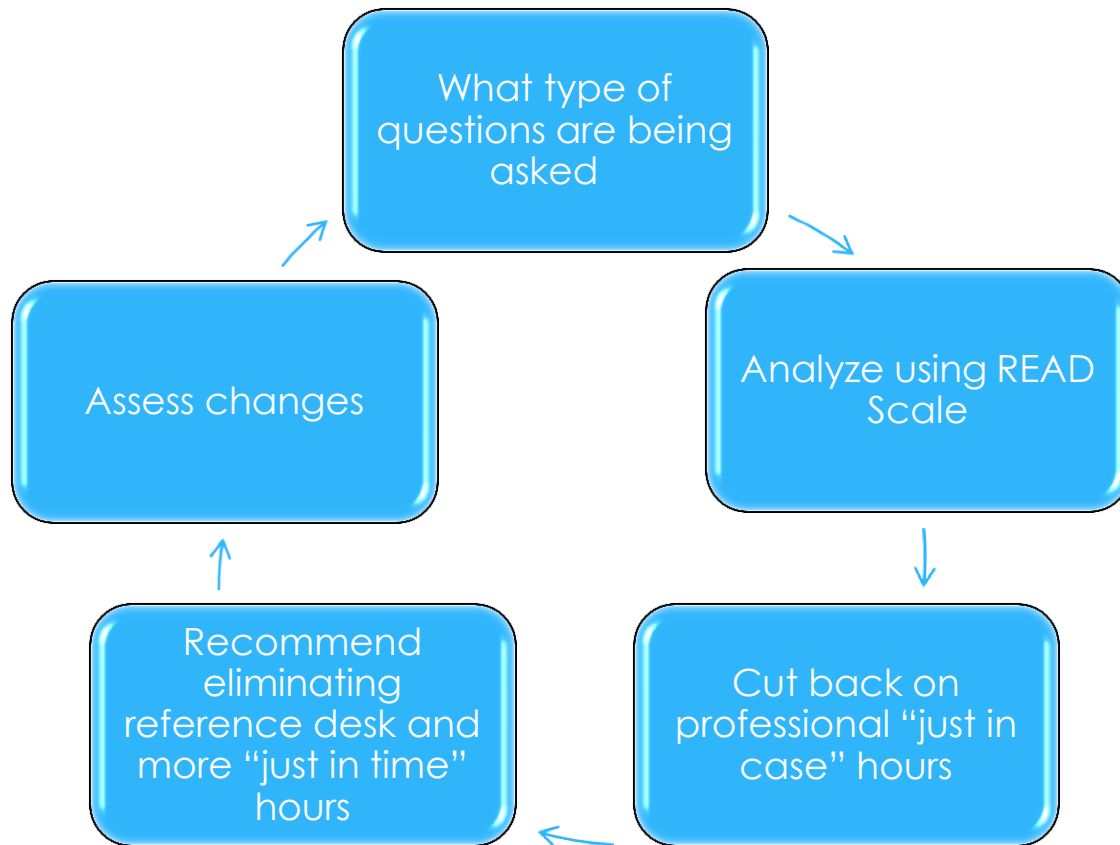 What type of
questions are being
asked
Analyze using READ
Scale
Cut back on
professional “just in
case” hours
Recommend
eliminating
reference desk and
more “just in time”
hours
Assess changes